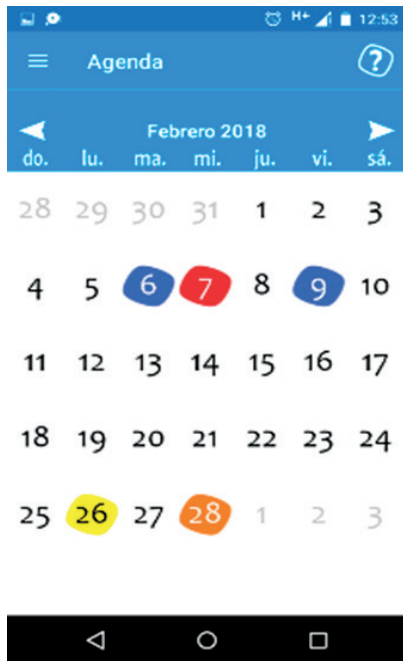 H+ 12:53
Agenda ?
Febrero 2018
do. lu. ma. mi. ju. vi. sá.
28 29 30 31 1 2 3
4 5 6 7 8 9 10
11 12 13 14 15 16 17
18 19 20 21 22 23 24
25 26 27 28 1 2 3